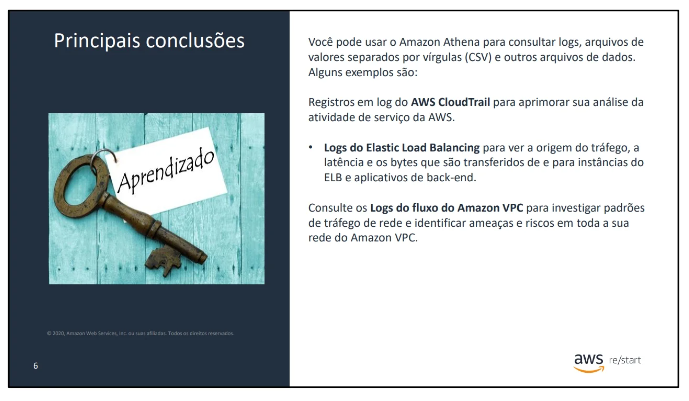 Principais conclusões
Aprendizado
© 2020, Amazon Web Services, Inc. ou suas afiliadas. Todos os direitos reservados.
6
Você pode usar o Amazon Athena para consultar logs, arquivos de
valores separados por vírgulas (CSV) e outros arquivos de dados.
Alguns exemplos são:
Registros em log do AWS CloudTrail para aprimorar sua análise da
atividade de serviço da AWS.
• Logs do Elastic Load Balancing para ver a origem do tráfego, a
latência e os bytes que são transferidos de e para instâncias do
ELB e aplicativos de back-end.
Consulte os Logs do fluxo do Amazon VPC para investigar padrões
de tráfego de rede e identificar ameaças e riscos em toda a sua
rede do Amazon VPC.
aws re/start